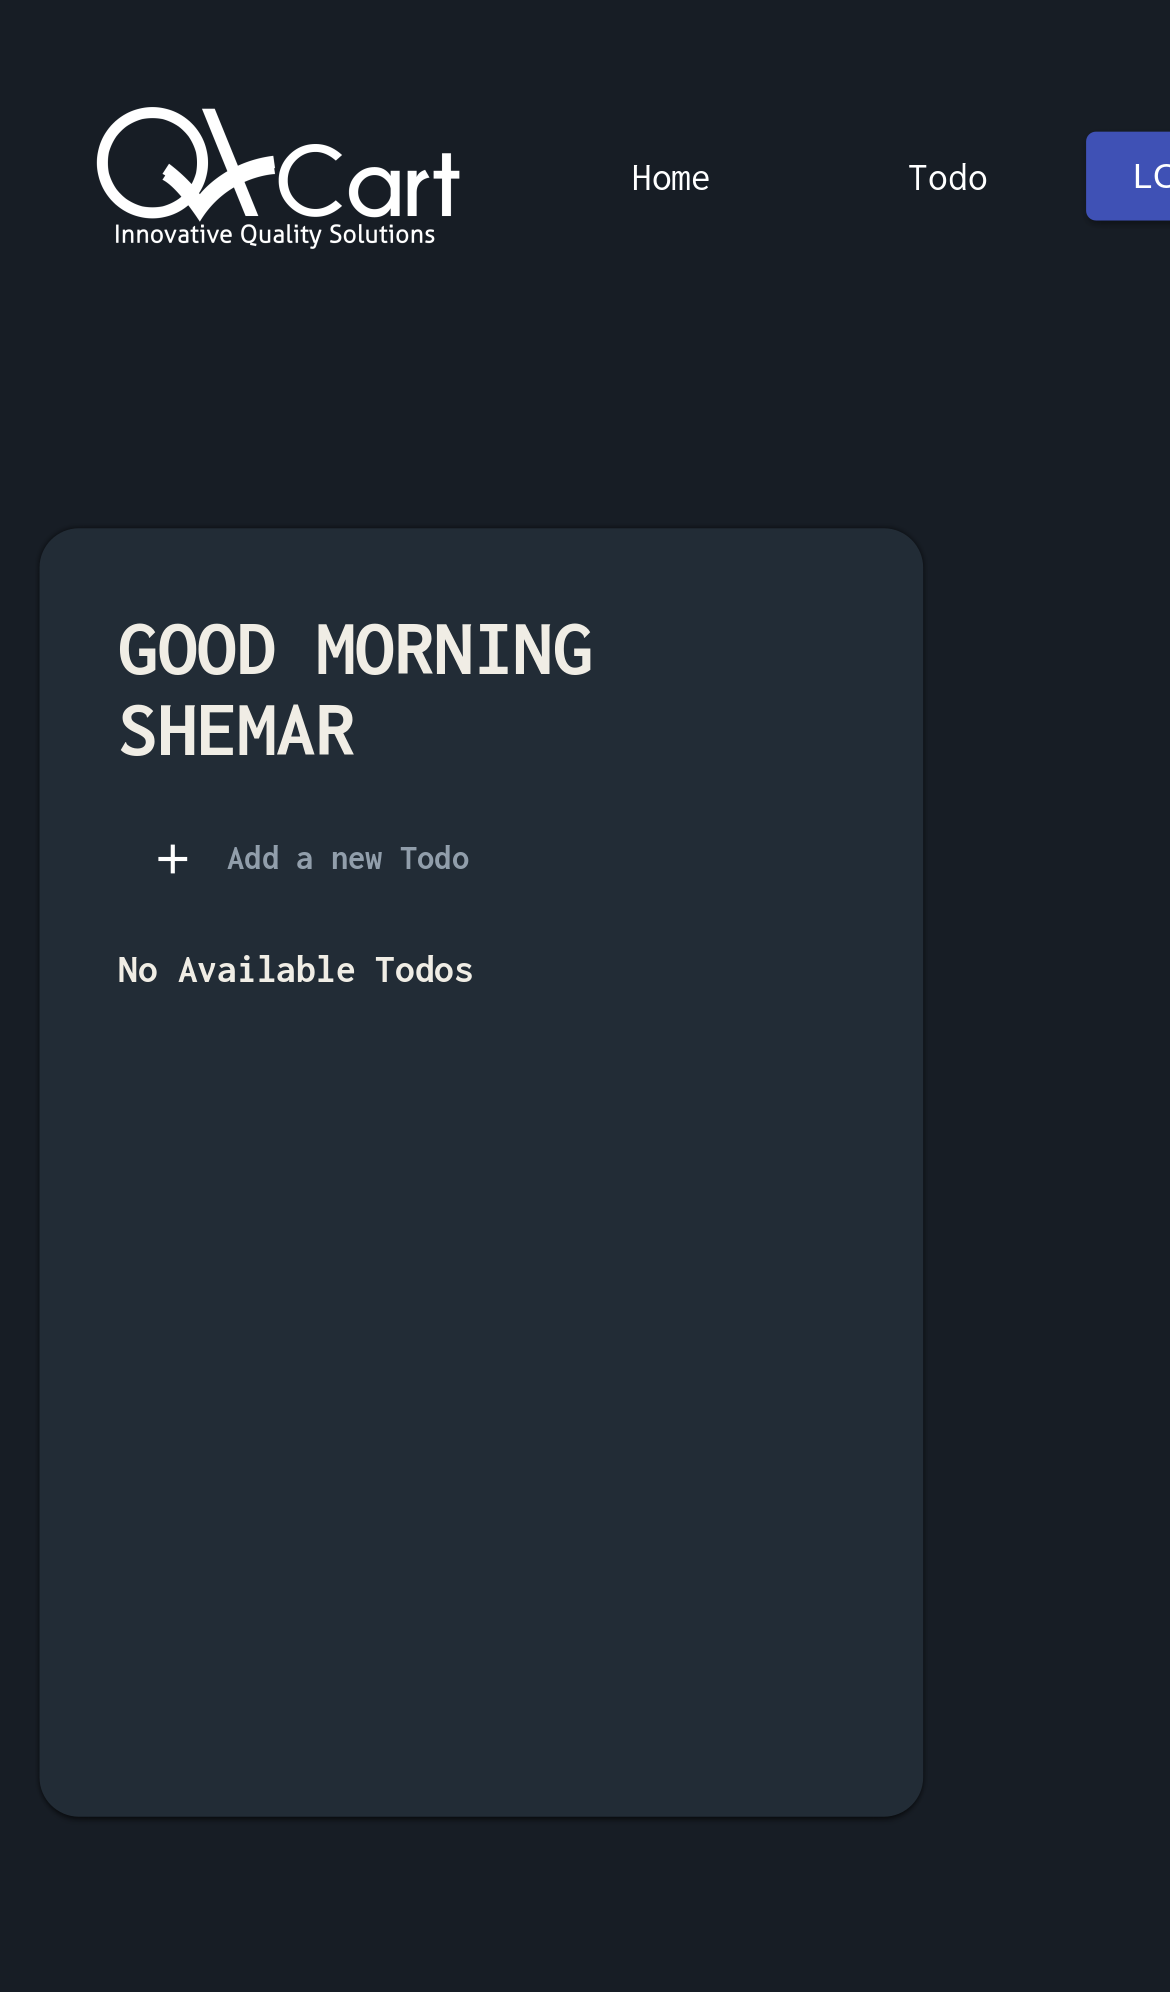 QACart
Innovative Quality Solutions
Home
Todo
LO
GOOD MORNING
SHEMAR
+ Add a new Todo
No Available Todos